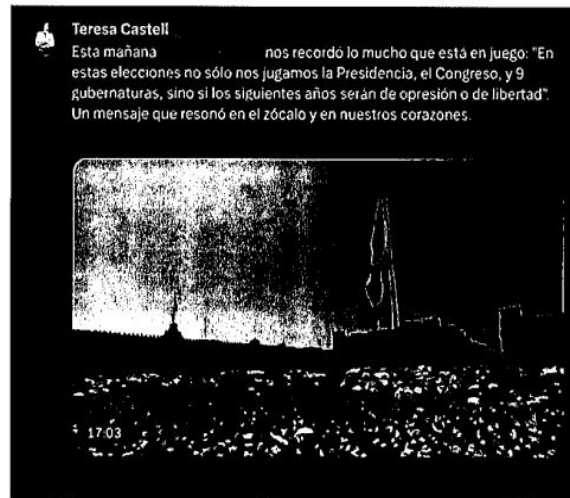 Teresa Castell
Esta mañana nos recordó lo mucho que está en juego: "En
estas elecciones no sólo nos jugamos la Presidencia, el Congreso, y 9
gubernaturas, sino si los siguientes años serán de opresión o de libertad".
Un mensaje que resonó en el zócalo y en nuestros corazones.
17:03